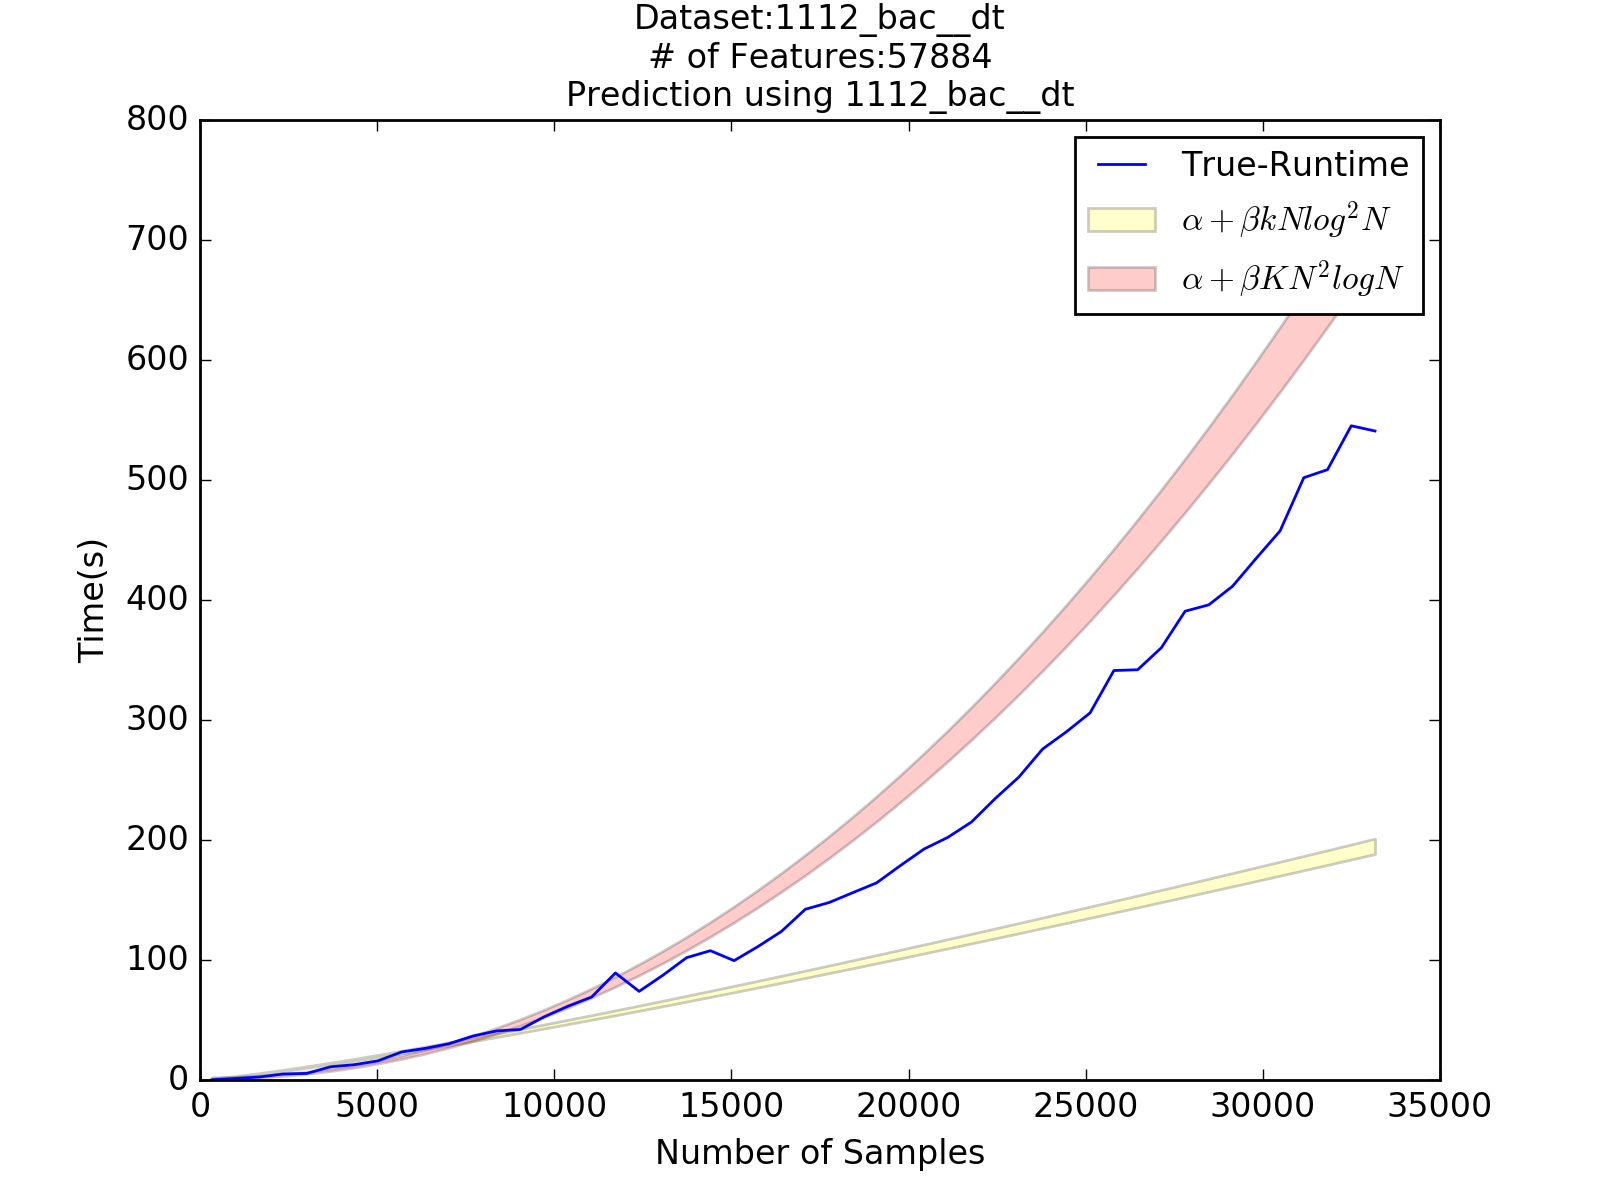 Dataset:1112_bac__dt
# of Features:57884
Prediction using 1112_bac__dt
800
700
600
500
400
300
200
100
0
Time(s)
True-Runtime
α + βkNlog²N
α + βKN²logN
0 5000 10000 15000 20000 25000 30000 35000
Number of Samples